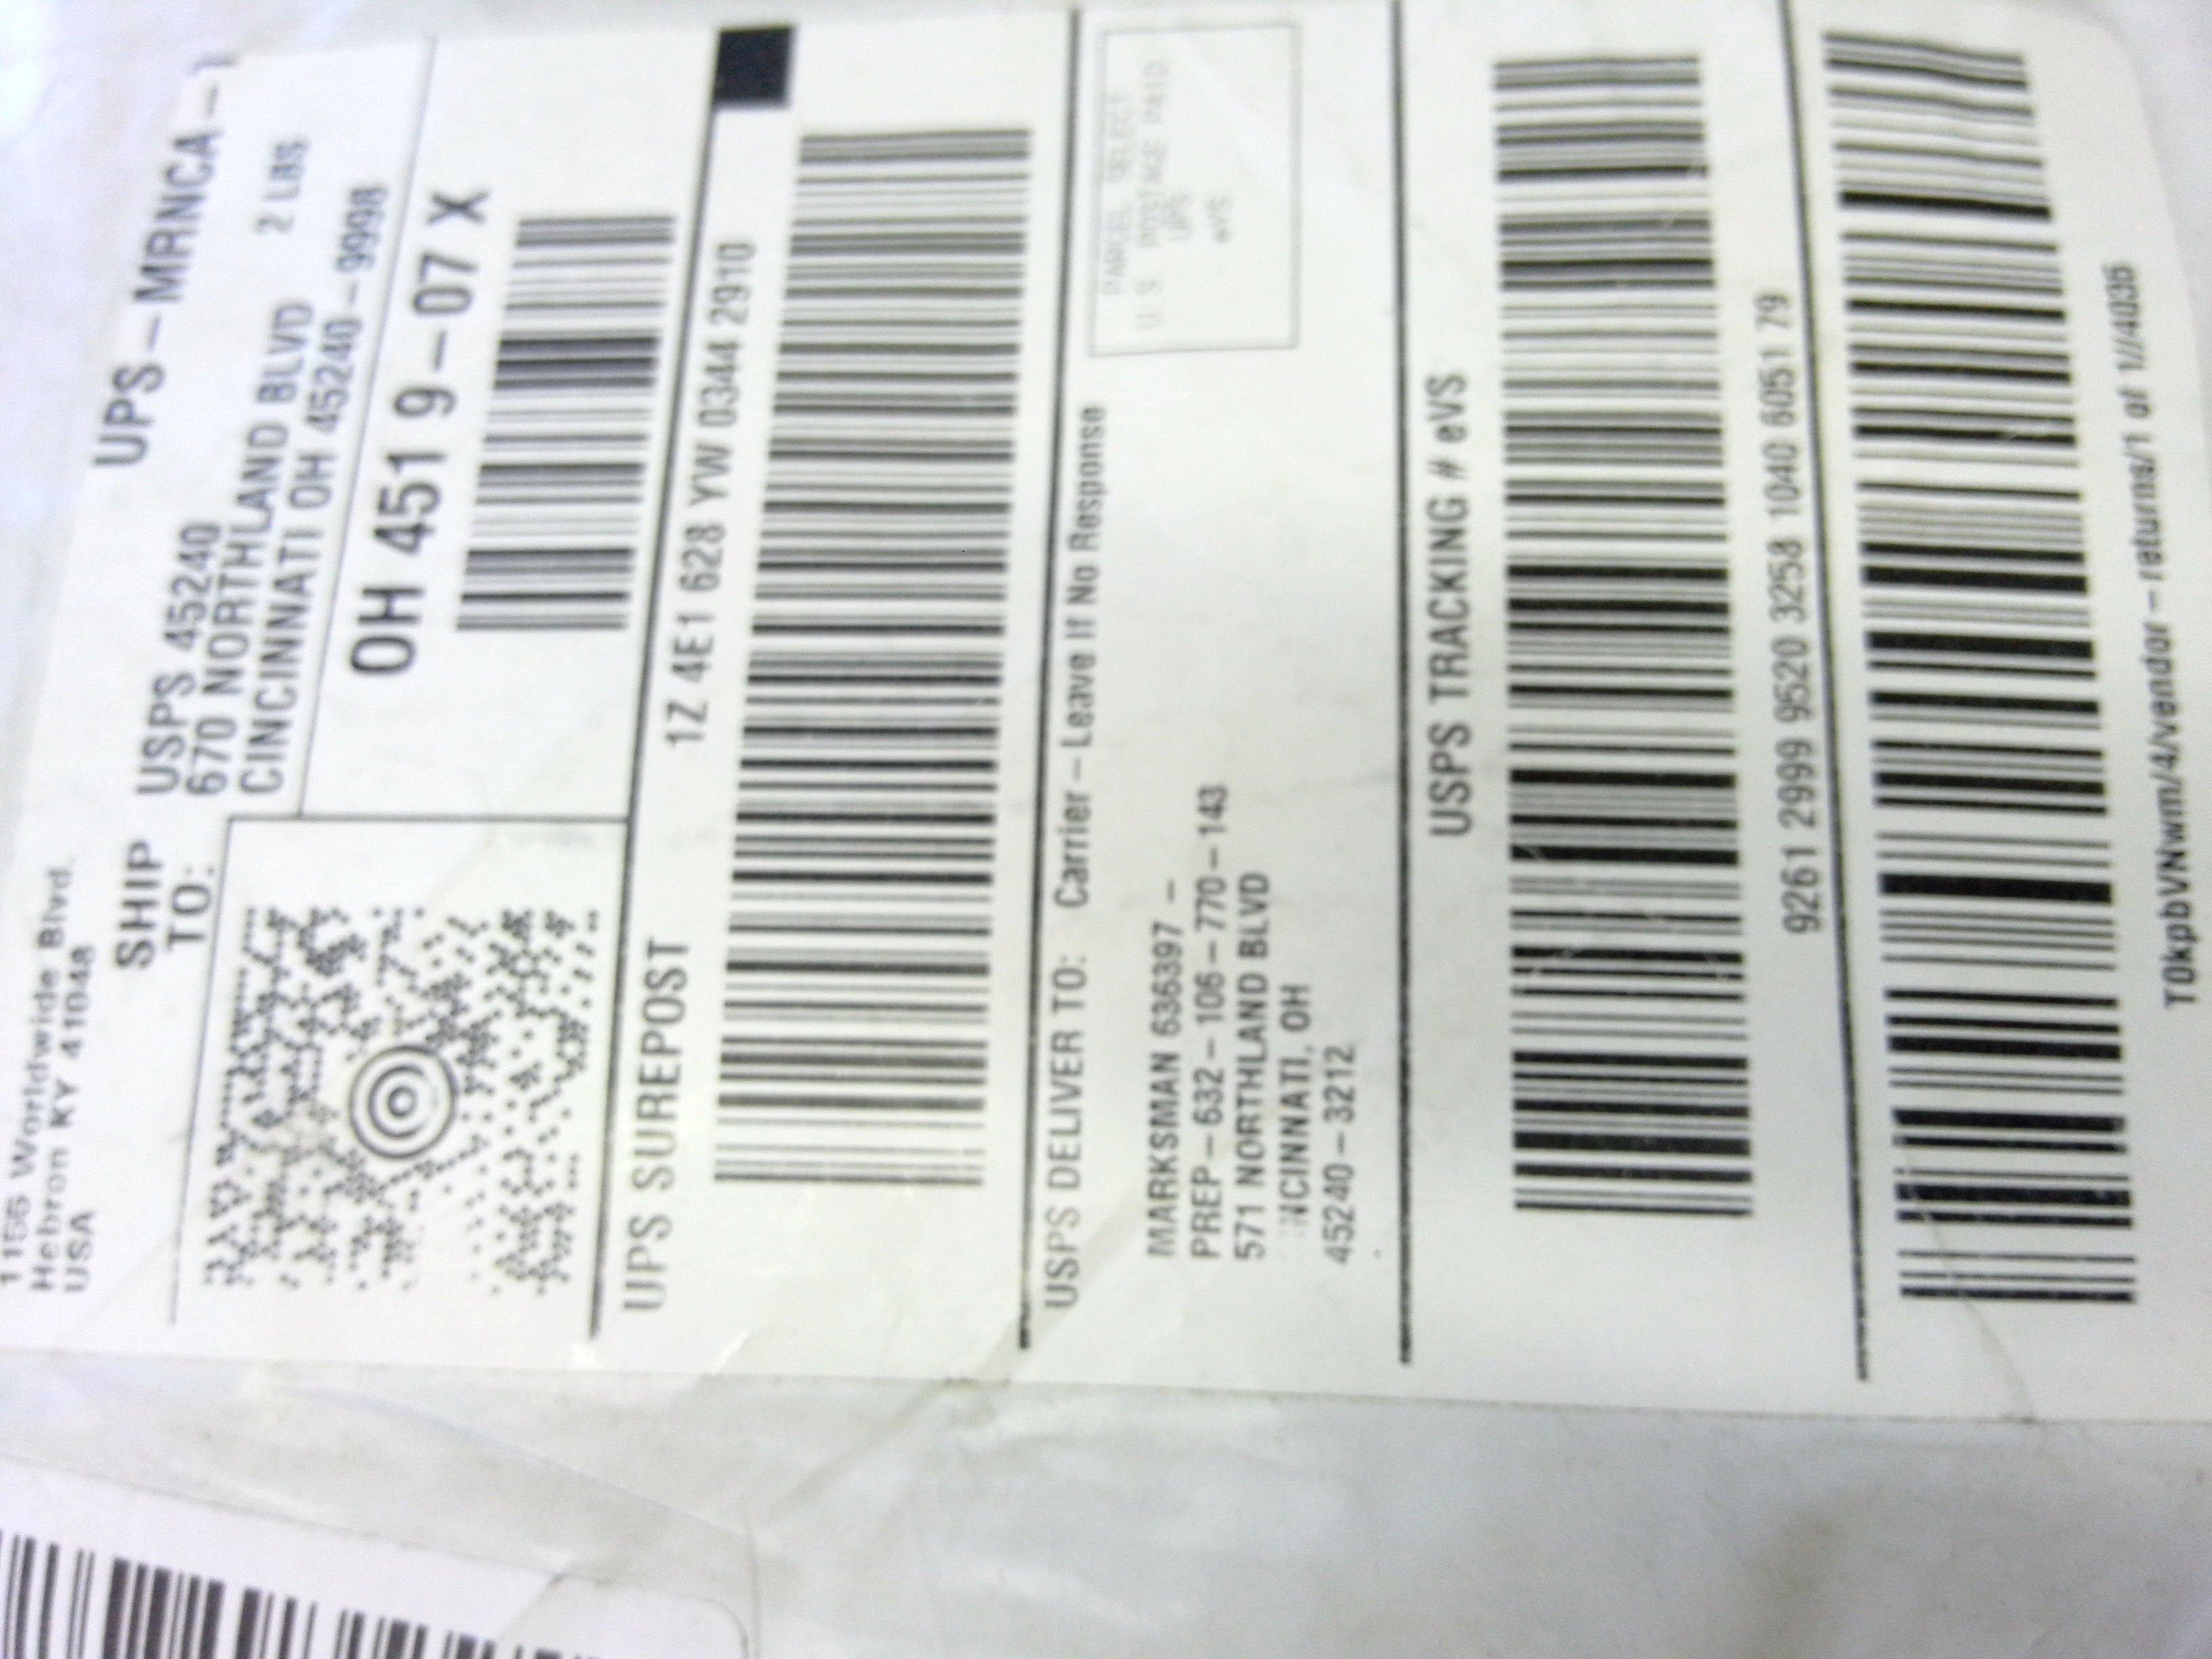 1155 Worldwide Blvd.
Hebron KY 41048
USA
UPS-MRNCA-1
SHIP
TO:
USPS 45240
670 NORTHLAND BLVD 2 LBS
CINCINNATI OH 45240-9998
OH 451 9-07 X
UPS SUREPOST
1Z 4E1 628 YW 0344 2910
USPS DELIVER TO: Carrier - Leave If No Response
PARCEL SELECT
U.S. POSTAGE PAID
UPS
eVS
MARKSMAN 636397 -
PREP-632-106-770-143
571 NORTHLAND BLVD
CINCINNATI, OH
45240-3212
USPS TRACKING # eVS
9261 2999 9520 3258 1040 6051 79
T0kpbVNwm/4/vendor-returns/1 of 1//4035